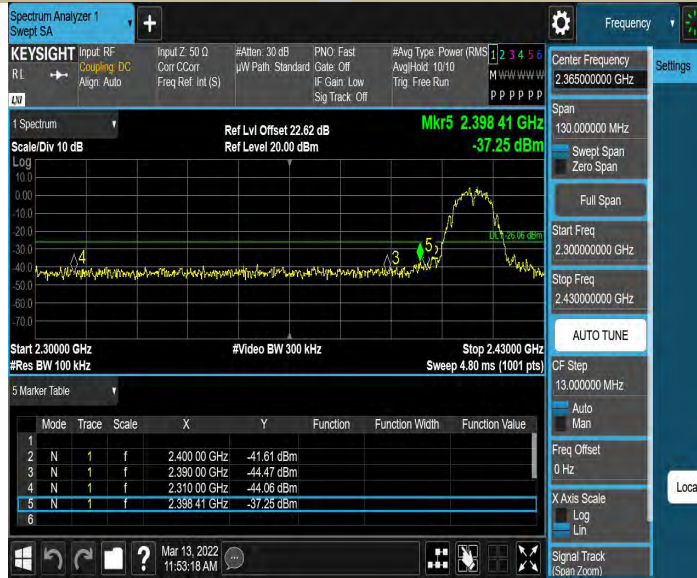 Spectrum Analyzer 1
Swept SA
Frequency
KEYSIGHT
RL
LXI
Input: RF
Coupling: DC
Align: Auto
Input Z: 50 Ω
Corr CCorr
Freq Ref: Int (S)
#Atten: 30 dB
µW Path: Standard
PNO: Fast
Gate: Off
IF Gain: Low
Sig Track: Off
#Avg Type: Power (RMS
Avg|Hold: 10/10
Trig: Free Run
1 2 3 4 5 6
M W W W W W
P P P P P P
Center Frequency
2.365000000 GHz
Settings
Span
130.000000 MHz
Swept Span
Zero Span
Full Span
Start Freq
2.300000000 GHz
Stop Freq
2.430000000 GHz
AUTO TUNE
CF Step
13.000000 MHz
Auto
Man
Freq Offset
0 Hz
X Axis Scale
Log
Lin
Signal Track
(Span Zoom)
Loca
1 Spectrum
Scale/Div 10 dB
Ref Lvl Offset 22.62 dB
Ref Level 20.00 dBm
Mkr5 2.398 41 GHz
-37.25 dBm
Log
10.0
0.00
-10.0
-20.0
-30.0
-40.0
-50.0
-60.0
-70.0
DL1 -26.06 dBm
4
3
5
Start 2.30000 GHz
#Video BW 300 kHz
Stop 2.43000 GHz
#Res BW 100 kHz
Sweep 4.80 ms (1001 pts)
5 Marker Table
Mode Trace Scale X Y Function Function Width Function Value
1
2 N 1 f 2.400 00 GHz -41.61 dBm
3 N 1 f 2.390 00 GHz -44.47 dBm
4 N 1 f 2.310 00 GHz -44.06 dBm
5 N 1 f 2.398 41 GHz -37.25 dBm
6
?
Mar 13, 2022
11:53:18 AM